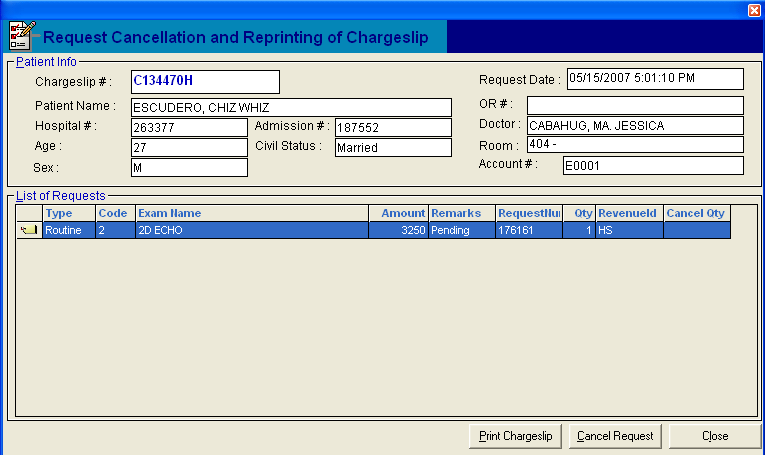 Request Cancellation and Reprinting of Chargeslip
Patient Info
Chargeslip # : C134470H
Request Date : 05/15/2007 5:01:10 PM
Patient Name : ESCUDERO, CHIZ WHIZ
OR # :
Hospital # : 263377 Admission # : 187552
Doctor : CABAHUG, MA. JESSICA
Age : 27 Civil Status : Married
Room : 404 -
Sex : M
Account # : E0001
List of Requests
Type Code Exam Name Amount Remarks RequestNu Qty RevenueId Cancel Qty
Routine 2 2D ECHO 3250 Pending 176161 1 HS
Print Chargeslip Cancel Request Close